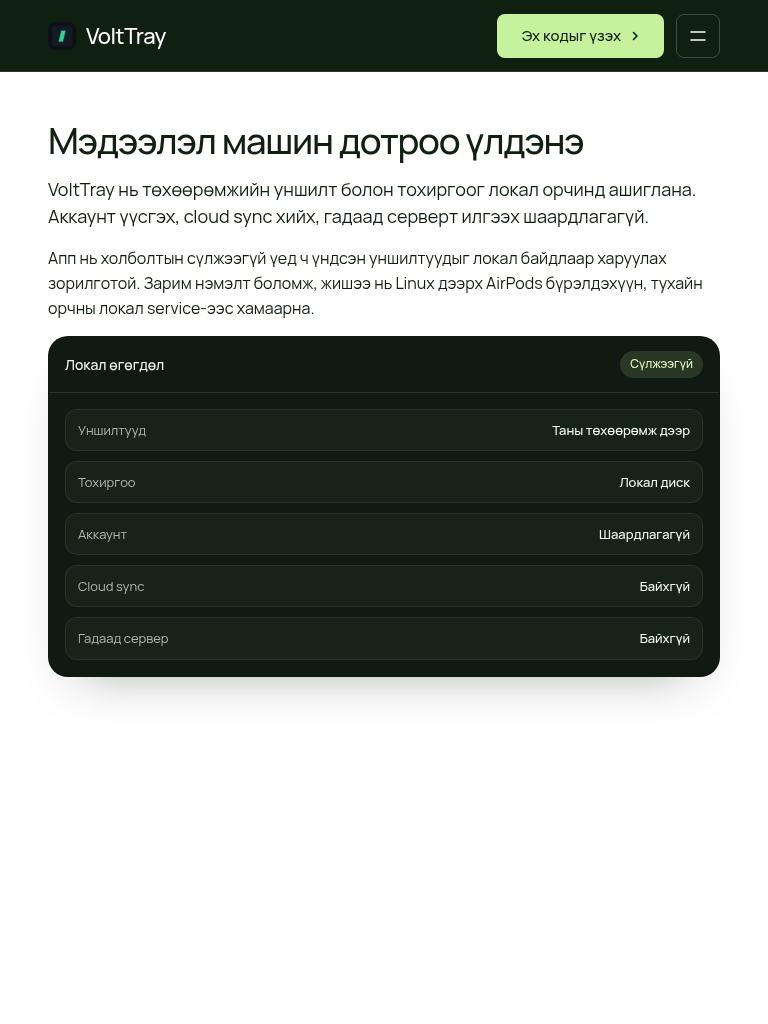 VoltTray
Эх кодыг үзэх
Мэдээлэл машин дотроо үлдэнэ
VoltTray нь төхөөрөмжийн уншилт болон тохиргоог локал орчинд ашиглана.
Аккаунт үүсгэх, cloud sync хийх, гадаад серверт илгээх шаардлагагүй.
Апп нь холболтын сүлжээгүй үед ч үндсэн уншилтуудыг локал байдлаар харуулах
зорилготой. Зарим нэмэлт боломж, жишээ нь Linux дээрх AirPods бүрэлдэхүүн, тухайн
орчны локал service-ээс хамаарна.
Локал өгөгдөл
Сүлжээгүй
Уншилтууд
Таны төхөөрөмж дээр
Тохиргоо
Локал диск
Аккаунт
Шаардлагагүй
Cloud sync
Байхгүй
Гадаад сервер
Байхгүй